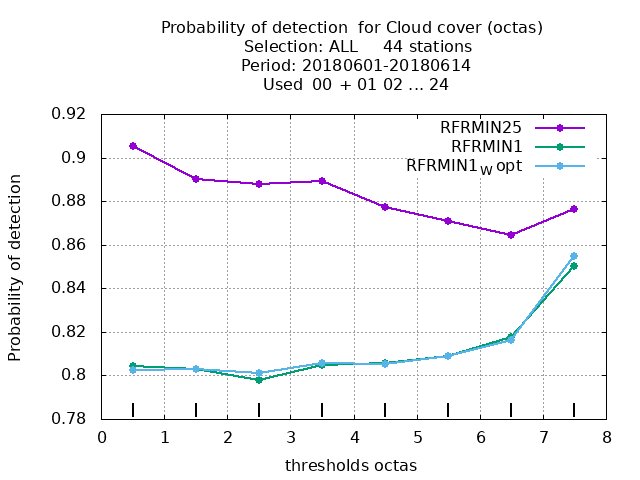 Probability of detection  for Cloud cover (octas)
Selection: ALL     44 stations
Period: 20180601-20180614
Used  00 + 01 02 ... 24
0.92
0.9
0.88
0.86
0.84
0.82
0.8
0.78
Probability of detection
RFRMIN25
RFRMIN1
RFRMIN1W opt
0 1 2 3 4 5 6 7 8
thresholds octas